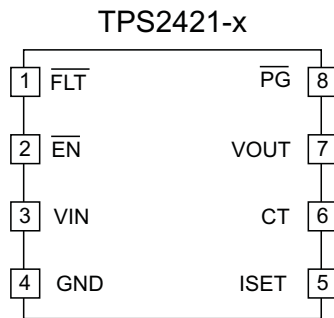 TPS2421-x
1 FLT PG 8
2 EN VOUT 7
3 VIN CT 6
4 GND ISET 5